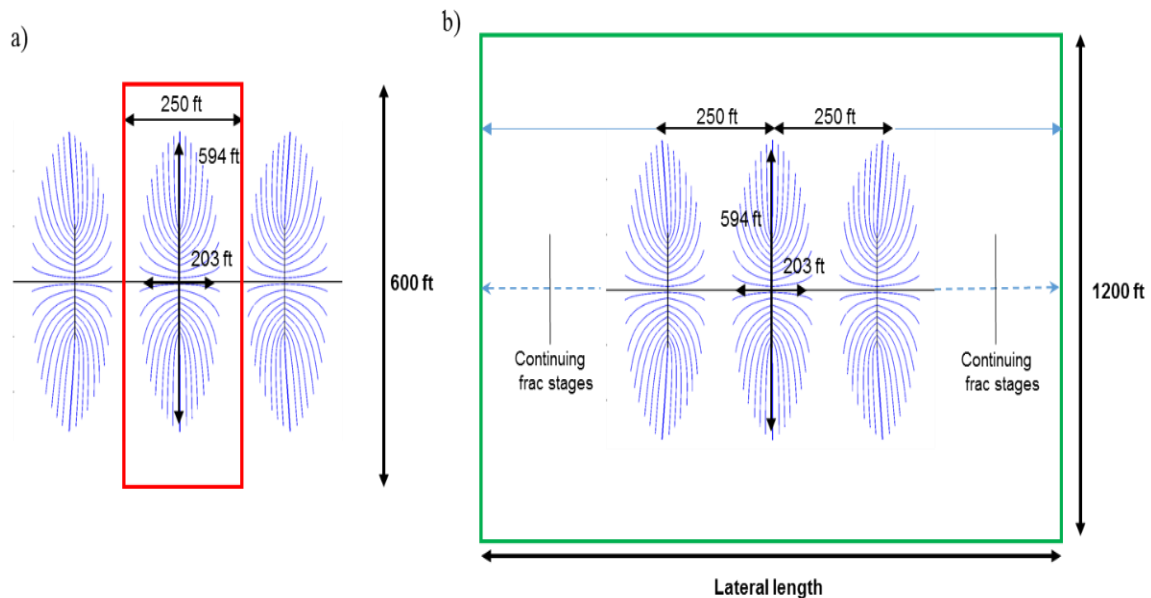 a)
250 ft
594 ft
203 ft
600 ft
b)
250 ft
250 ft
594 ft
203 ft
1200 ft
Continuing
frac stages
Continuing
frac stages
Lateral length